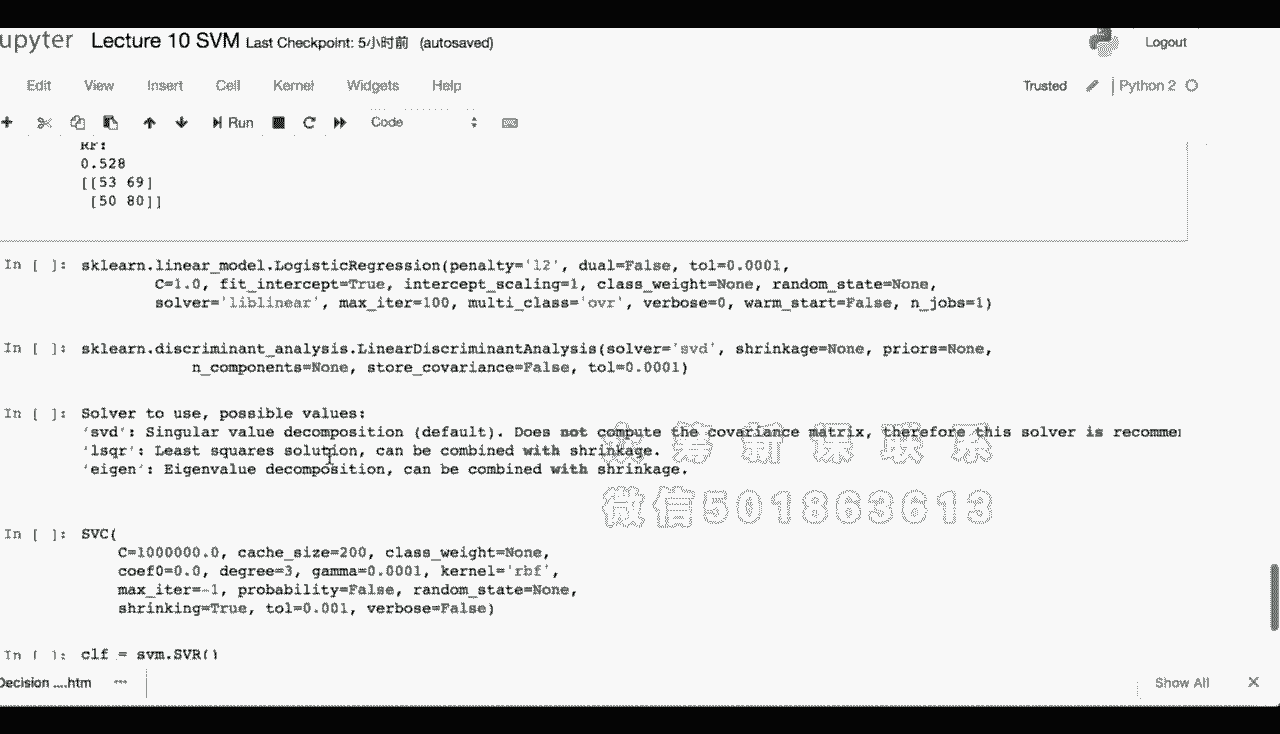 upyter Lecture 10 SVM Last Checkpoint: 5小时前 (autosaved) Logout
Edit View Insert Cell Kernel Widgets Help Trusted Python 2
Run Code
RF:
0.528
[[53 69]
[50 80]]
In [ ]: sklearn.linear_model.LogisticRegression(penalty='l2', dual=False, tol=0.0001,
C=1.0, fit_intercept=True, intercept_scaling=1, class_weight=None, random_state=None,
solver='liblinear', max_iter=100, multi_class='ovr', verbose=0, warm_start=False, n_jobs=1)
In [ ]: sklearn.discriminant_analysis.LinearDiscriminantAnalysis(solver='svd', shrinkage=None, priors=None,
n_components=None, store_covariance=False, tol=0.0001)
In [ ]: Solver to use, possible values:
'svd': Singular value decomposition (default). Does not compute the covariance matrix, therefore this solver is recommen
'lsqr': Least squares solution, can be combined with shrinkage.
'eigen': Eigenvalue decomposition, can be combined with shrinkage.
筹新课联系
微信501863613
In [ ]: SVC(
C=1000000.0, cache_size=200, class_weight=None,
coef0=0.0, degree=3, gamma=0.0001, kernel='rbf',
max_iter=-1, probability=False, random_state=None,
shrinking=True, tol=0.001, verbose=False)
In [ ]: clf = svm.SVR()
Decision ....htm Show All